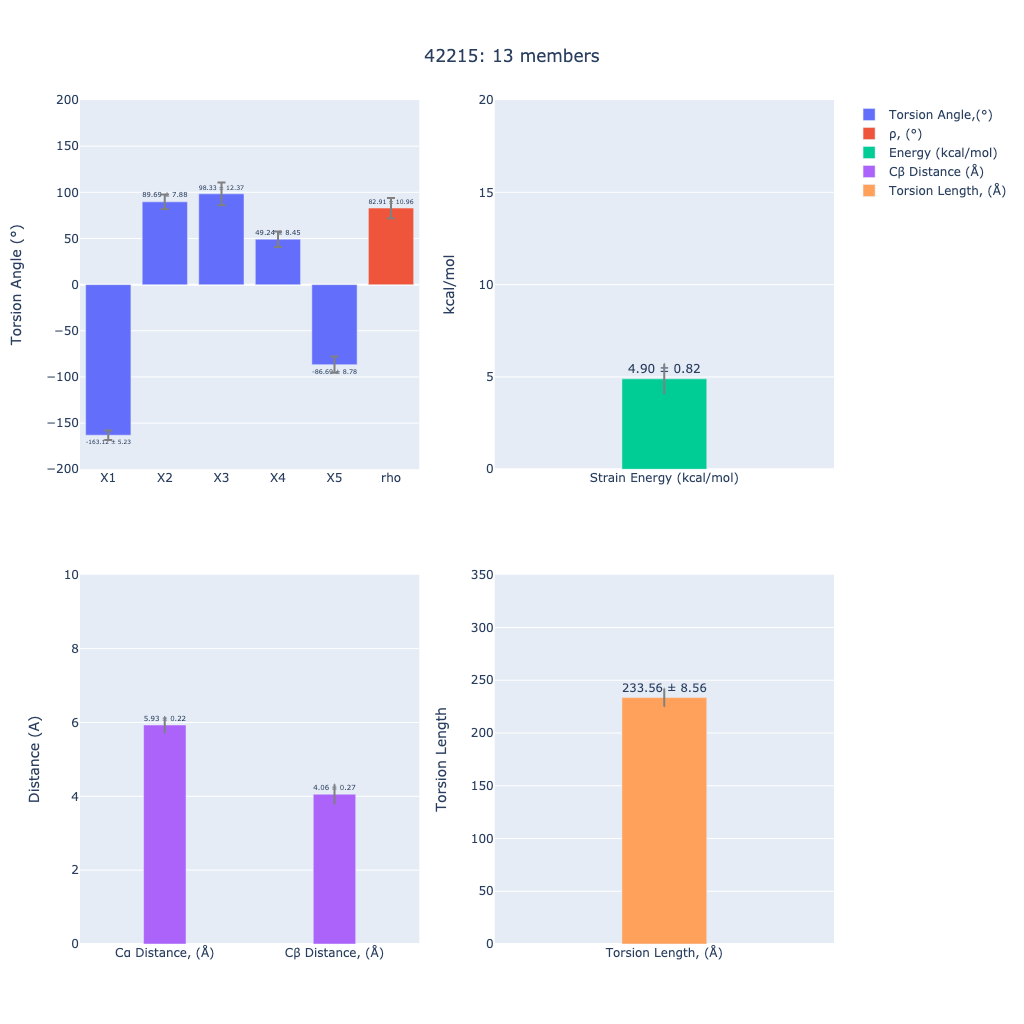 42215: 13 members
Torsion Angle (°)
200
150
100
50
0
−50
−100
−150
−200
-163.12 ± 5.23
89.69 ± 7.88
98.33 ± 12.37
49.24 ± 8.45
-86.69 ± 8.78
82.91 ± 10.96
X1 X2 X3 X4 X5 rho
kcal/mol
20
15
10
5
0
4.90 ± 0.82
Strain Energy (kcal/mol)
Torsion Angle,(°)
ρ, (°)
Energy (kcal/mol)
Cβ Distance (Å)
Torsion Length, (Å)
Distance (A)
10
8
6
4
2
0
5.93 ± 0.22
4.06 ± 0.27
Cα Distance, (Å) Cβ Distance, (Å)
Torsion Length
350
300
250
200
150
100
50
0
233.56 ± 8.56
Torsion Length, (Å)